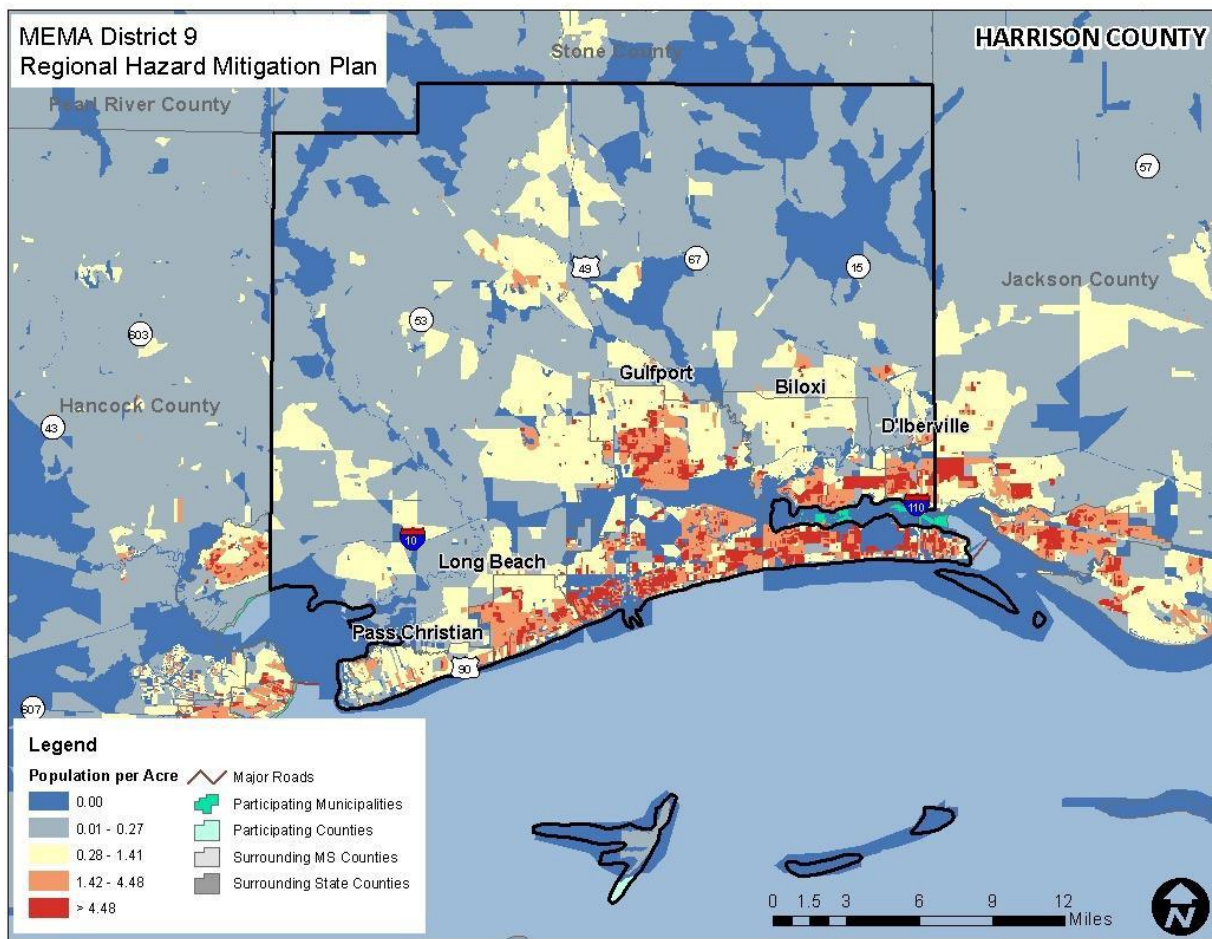 MEMA District 9
Regional Hazard Mitigation Plan
HARRISON COUNTY
Stone County
Pearl River County
57
49
67
15
Jackson County
53
603
Gulfport
Biloxi
Hancock County
43
D'Iberville
110
10
Long Beach
Pass Christian
90
607
Legend
Population per Acre
0.00
0.01 - 0.27
0.28 - 1.41
1.42 - 4.48
> 4.48
Major Roads
Participating Municipalities
Participating Counties
Surrounding MS Counties
Surrounding State Counties
0 1.5 3 6 9 12
Miles
N